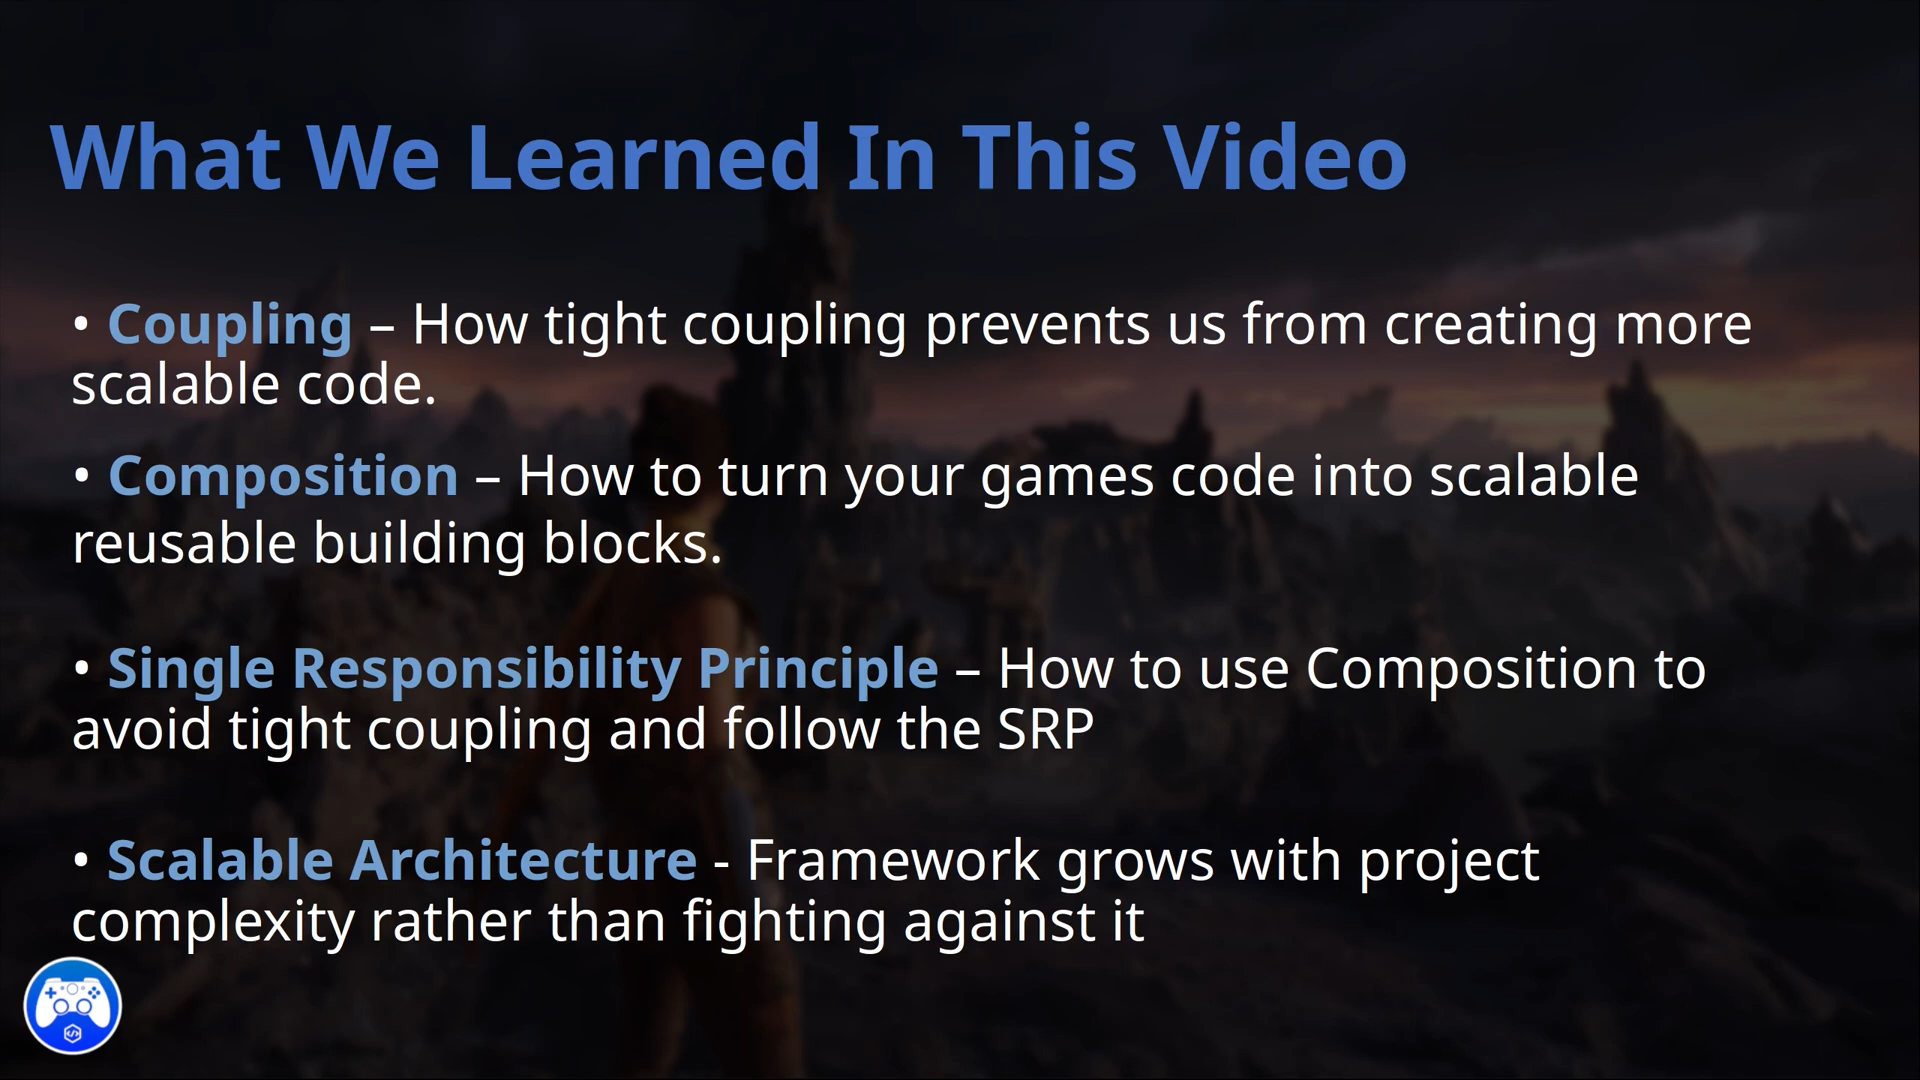 What We Learned In This Video
• Coupling – How tight coupling prevents us from creating more
scalable code.
• Composition – How to turn your games code into scalable
reusable building blocks.
• Single Responsibility Principle – How to use Composition to
avoid tight coupling and follow the SRP
• Scalable Architecture - Framework grows with project
complexity rather than fighting against it